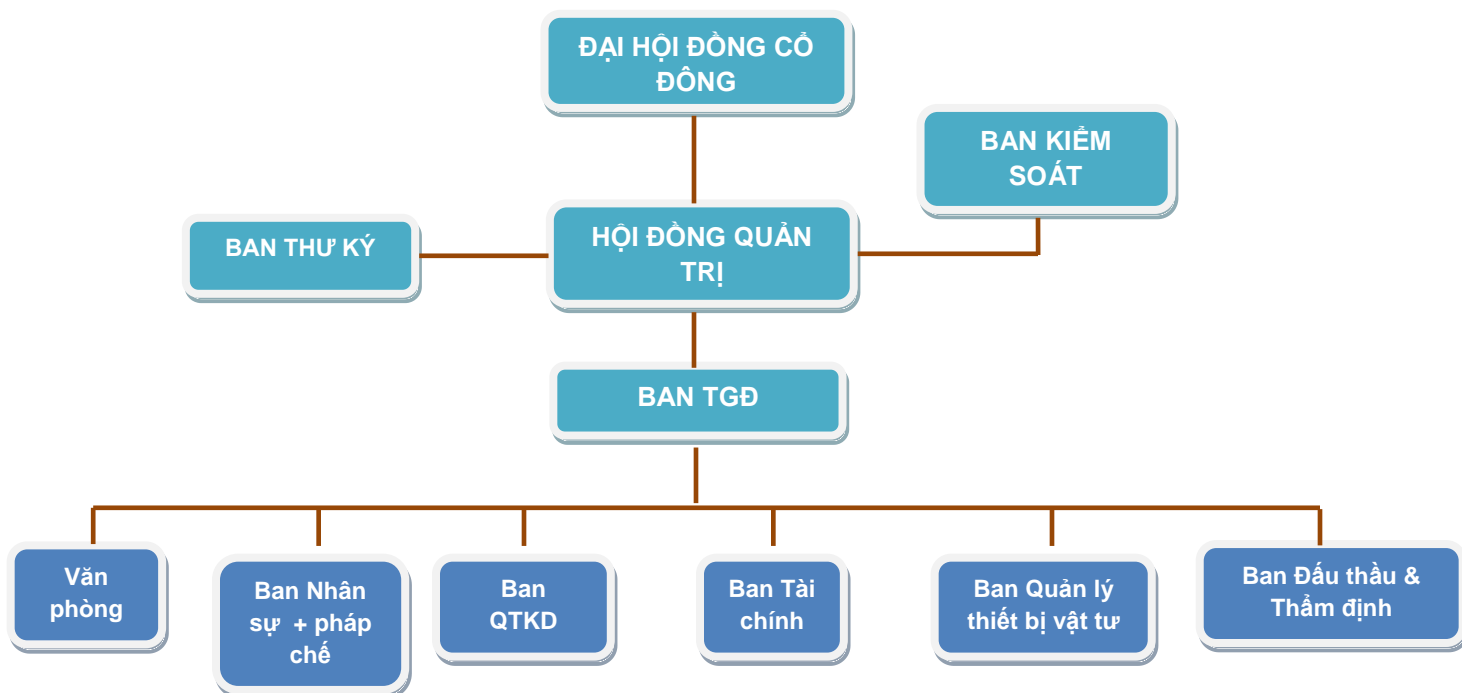 ĐẠI HỘI ĐỒNG CỔ
ĐÔNG
BAN KIỂM
SOÁT
BAN THƯ KÝ
HỘI ĐỒNG QUẢN
TRỊ
BAN TGĐ
Văn
phòng
Ban Nhân
sự + pháp
chế
Ban
QTKD
Ban Tài
chính
Ban Quản lý
thiết bị vật tư
Ban Đấu thầu &
Thẩm định